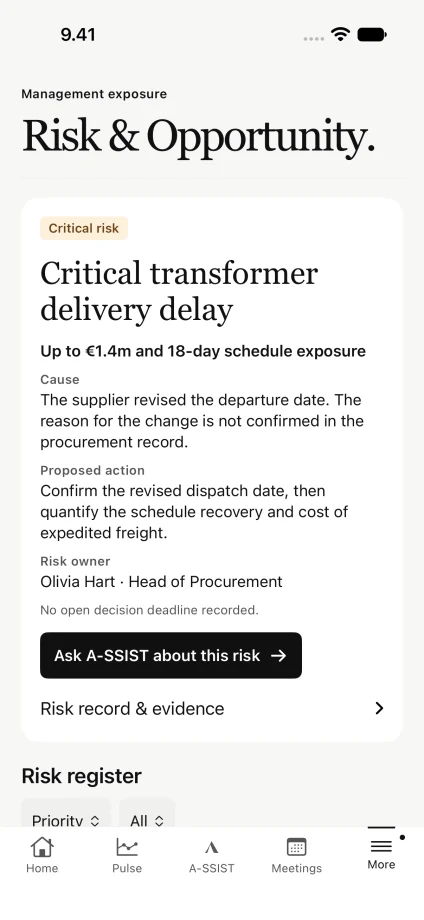 9.41
Management exposure
Risk & Opportunity.
Critical risk
Critical transformer
delivery delay
Up to €1.4m and 18-day schedule exposure
Cause
The supplier revised the departure date. The
reason for the change is not confirmed in the
procurement record.
Proposed action
Confirm the revised dispatch date, then
quantify the schedule recovery and cost of
expedited freight.
Risk owner
Olivia Hart · Head of Procurement
No open decision deadline recorded.
Ask A-SSIST about this risk →
Risk record & evidence
Risk register
Priority All
Home Pulse A-SSIST Meetings More